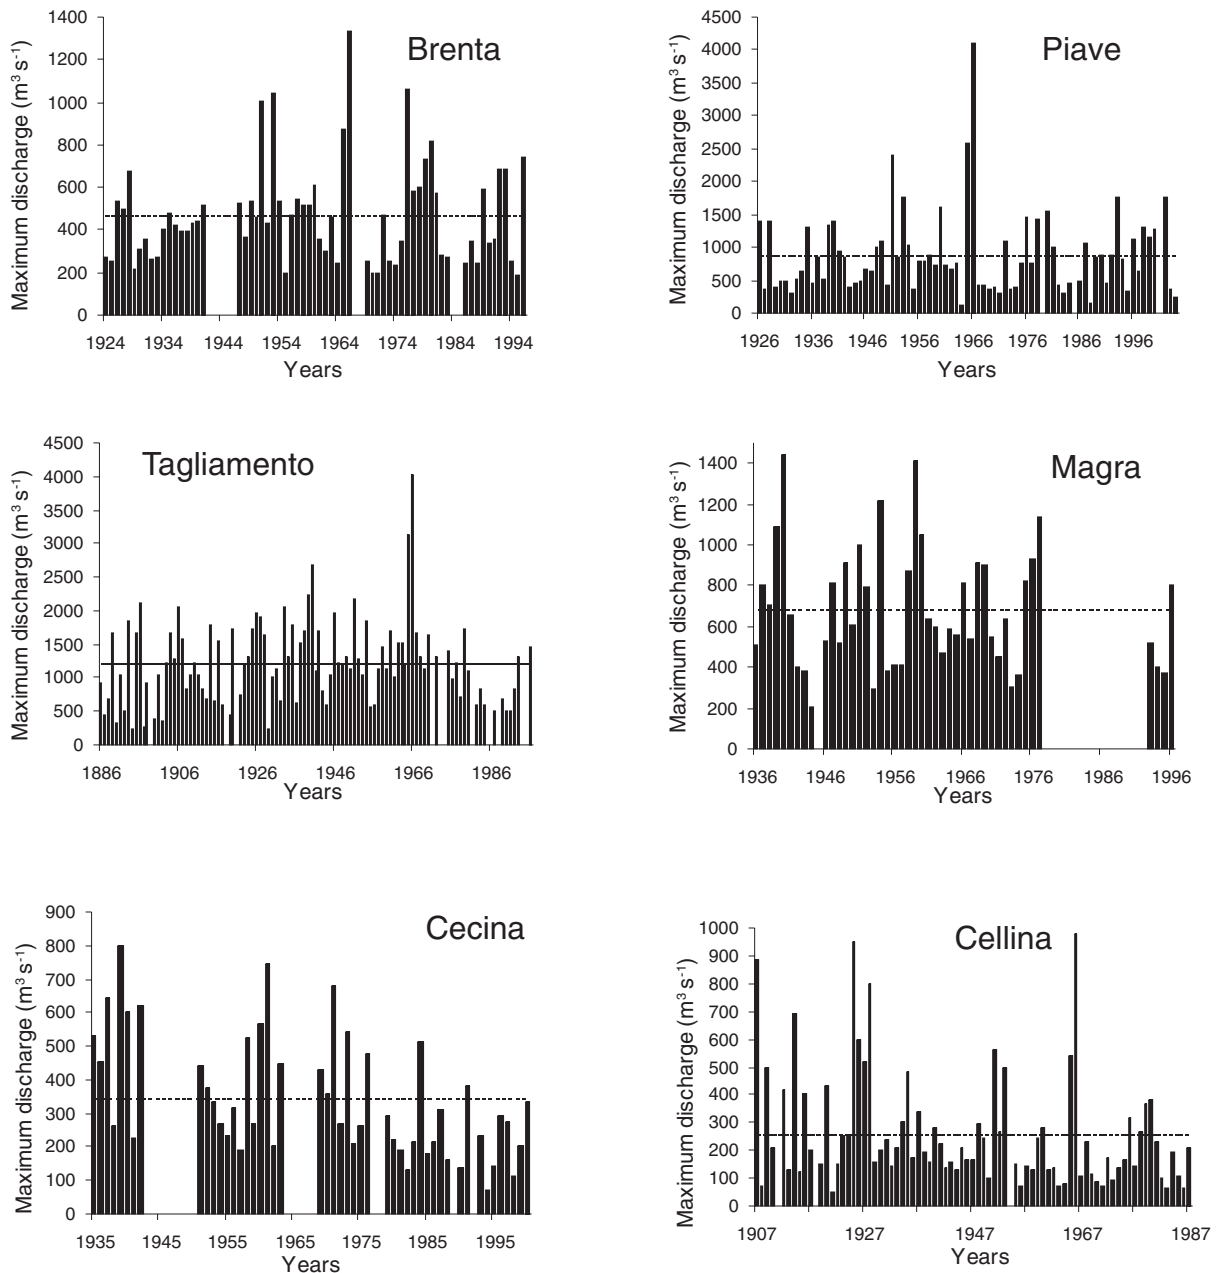 Brenta
Maximum discharge (m³ s⁻¹)
1400
1200
1000
800
600
400
200
0
1924 1934 1944 1954 1964 1974 1984 1994
Years
Piave
Maximum discharge (m³ s⁻¹)
4500
4000
3500
3000
2500
2000
1500
1000
500
0
1926 1936 1946 1956 1966 1976 1986 1996
Years
Tagliamento
Maximum discharge (m³ s⁻¹)
4500
4000
3500
3000
2500
2000
1500
1000
500
0
1886 1906 1926 1946 1966 1986
Years
Magra
Maximum discharge (m³ s⁻¹)
1400
1200
1000
800
600
400
200
0
1936 1946 1956 1966 1976 1986 1996
Years
Cecina
Maximum discharge (m³ s⁻¹)
900
800
700
600
500
400
300
200
100
0
1935 1945 1955 1965 1975 1985 1995
Years
Cellina
Maximum discharge (m³ s⁻¹)
1000
900
800
700
600
500
400
300
200
100
0
1907 1927 1947 1967 1987
Years